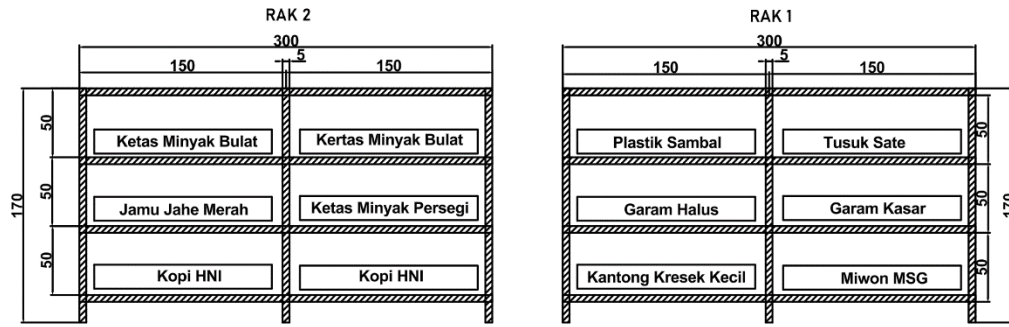 RAK 2
300
5
150 150
50
Ketas Minyak Bulat Kertas Minyak Bulat
50
170
Jamu Jahe Merah Ketas Minyak Persegi
50
Kopi HNI Kopi HNI
RAK 1
300
5
150 150
50
Plastik Sambal Tusuk Sate
50
170
Garam Halus Garam Kasar
50
Kantong Kresek Kecil Miwon MSG